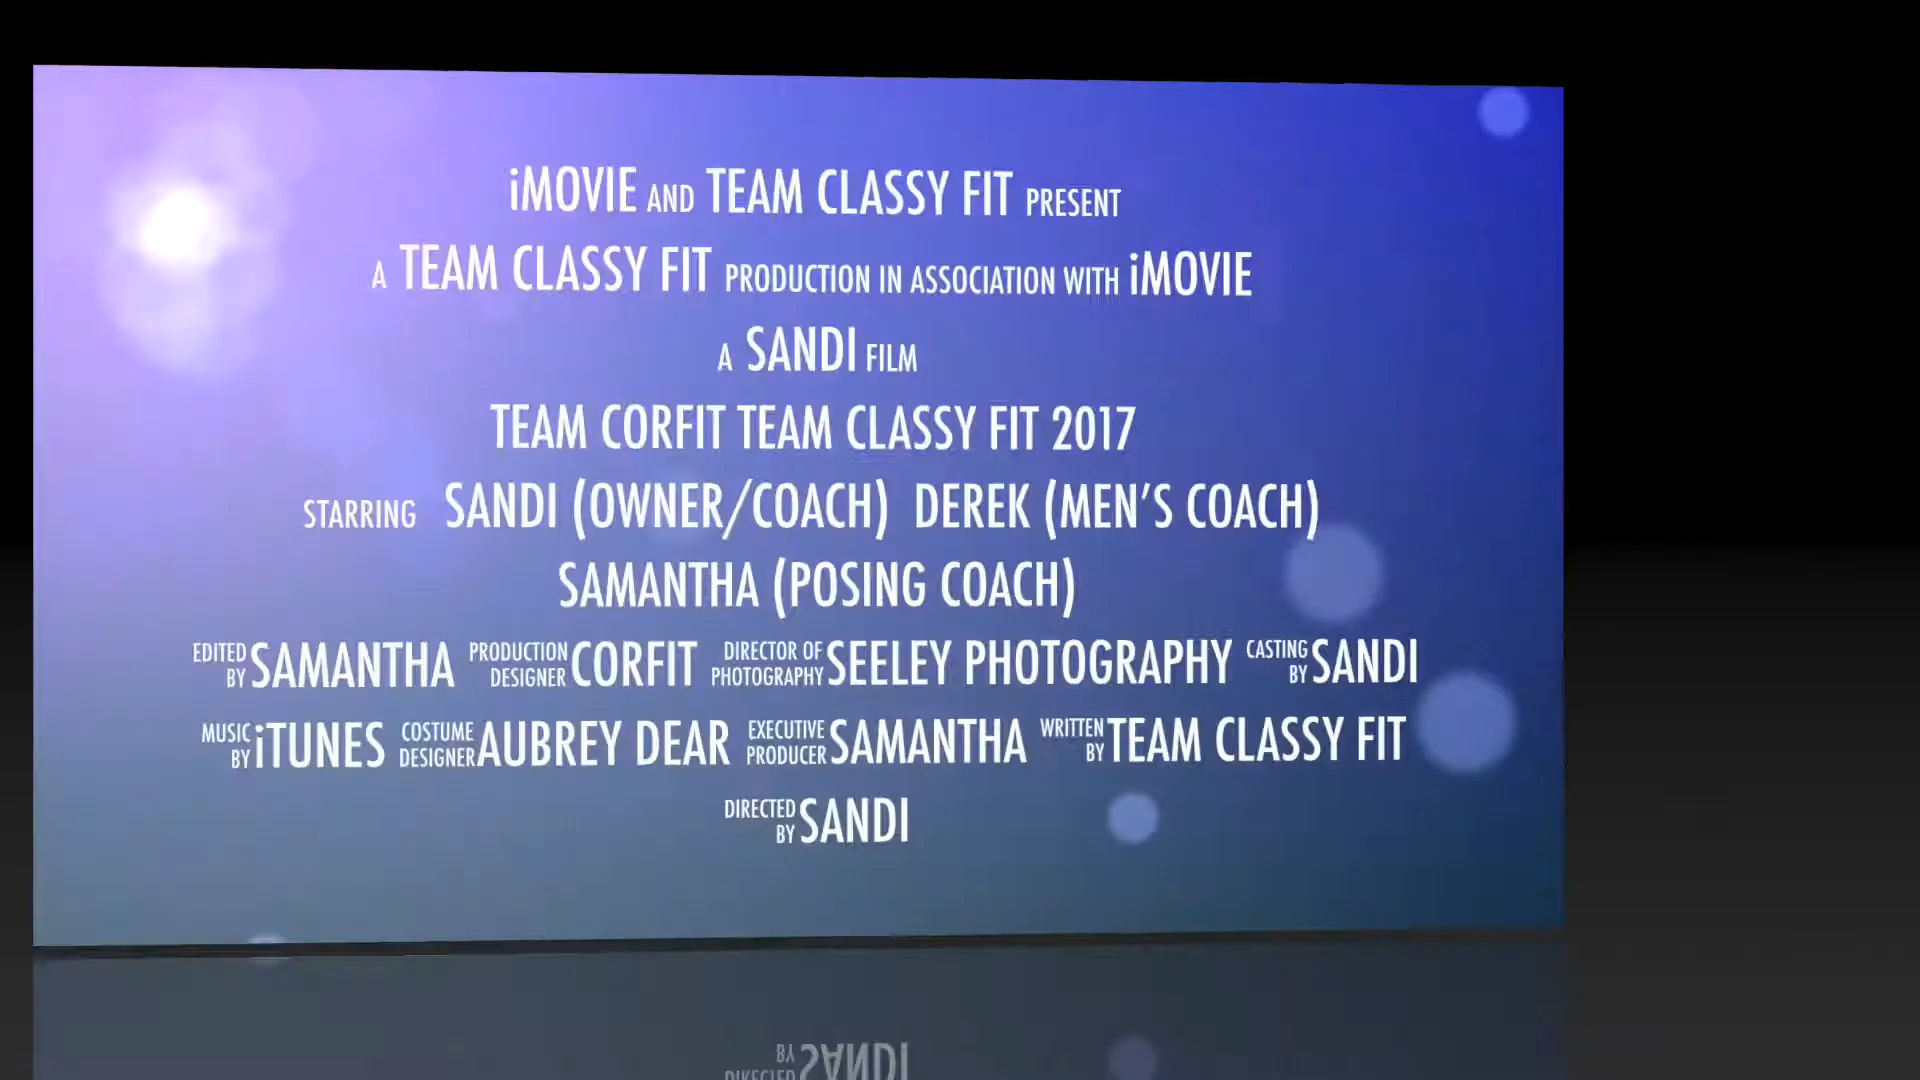 iMOVIE AND TEAM CLASSY FIT PRESENT
A TEAM CLASSY FIT PRODUCTION IN ASSOCIATION WITH iMOVIE
A SANDI FILM
TEAM CORFIT TEAM CLASSY FIT 2017
STARRING SANDI (OWNER/COACH) DEREK (MEN'S COACH)
SAMANTHA (POSING COACH)
EDITED BY SAMANTHA PRODUCTION DESIGNER CORFIT DIRECTOR OF PHOTOGRAPHY SEELEY PHOTOGRAPHY CASTING BY SANDI
MUSIC BY iTUNES COSTUME DESIGNER AUBREY DEAR EXECUTIVE PRODUCER SAMANTHA WRITTEN BY TEAM CLASSY FIT
DIRECTED BY SANDI